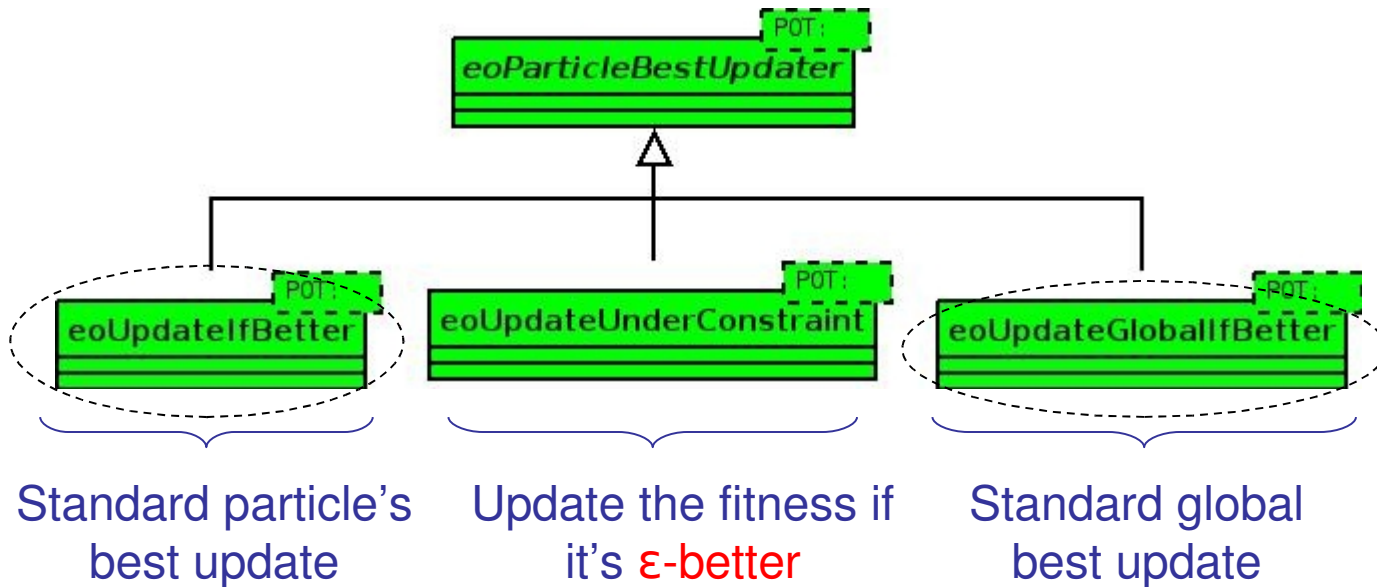 POT:
eoParticleBestUpdater
POT:
eoUpdateIfBetter
POT:
eoUpdateUnderConstraint
POT:
eoUpdateGlobalIfBetter
Standard particle's
best update
Update the fitness if
it's ε-better
Standard global
best update